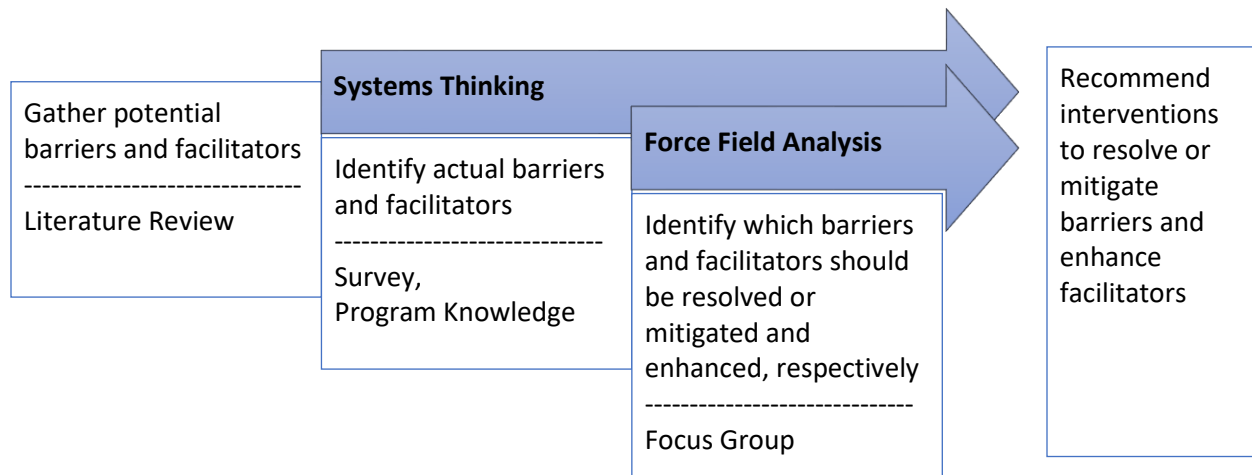 Gather potential
barriers and facilitators
-------------------------------
Literature Review
Systems Thinking
Identify actual barriers
and facilitators
------------------------------
Survey,
Program Knowledge
Force Field Analysis
Identify which barriers
and facilitators should
be resolved or
mitigated and
enhanced, respectively
------------------------------
Focus Group
Recommend
interventions
to resolve or
mitigate
barriers and
enhance
facilitators